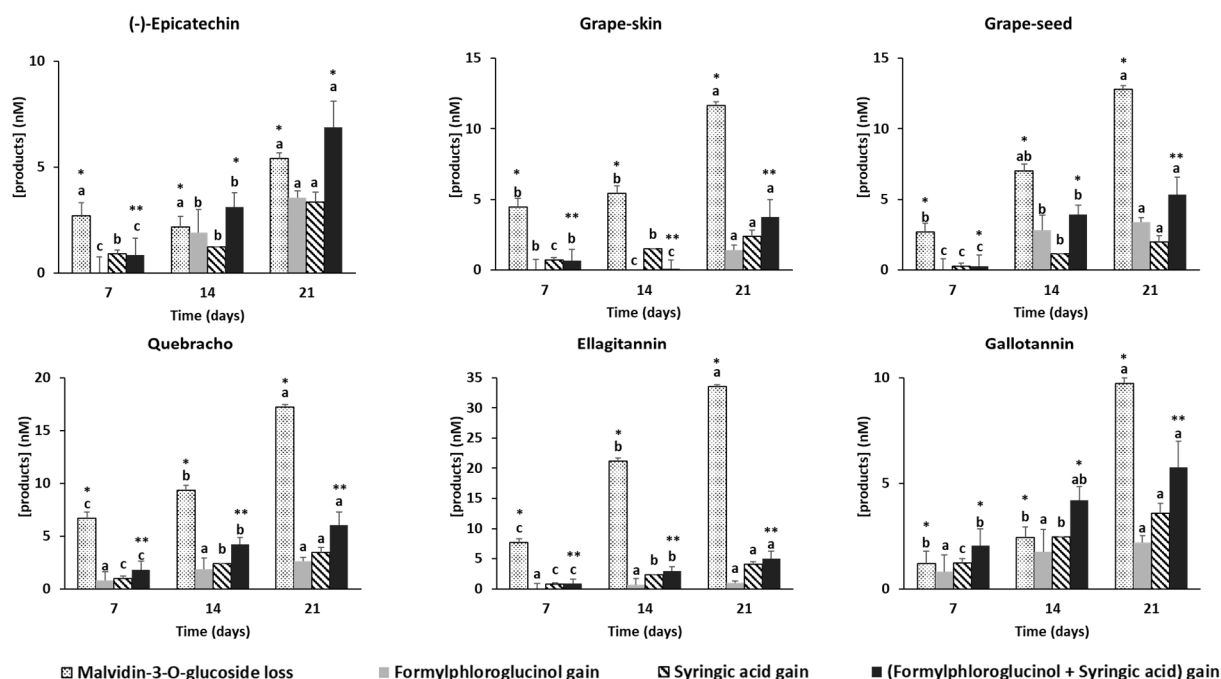 (-)-Epicatechin
[products] (nM)
10
5
0
*
a
c
b
**
c
*
a
b
b
*
b
*
a
a
a
*
a
7 14 21
Time (days)
Grape-skin
[products] (nM)
15
10
5
0
*
b
b
c
**
b
*
b
c
b
**
c
*
a
a
a
**
a
7 14 21
Time (days)
Grape-seed
[products] (nM)
15
10
5
0
*
b
c
c
*
c
*
ab
b
b
*
b
*
a
a
a
**
a
7 14 21
Time (days)
Quebracho
[products] (nM)
20
15
10
5
0
*
c
a
c
**
c
*
b
a
b
**
b
*
a
a
a
**
a
7 14 21
Time (days)
Ellagitannin
[products] (nM)
35
30
25
20
15
10
5
0
*
c
a
c
**
c
*
b
a
b
**
b
*
a
a
a
**
a
7 14 21
Time (days)
Gallotannin
[products] (nM)
10
5
0
*
b
a
c
*
b
*
b
a
b
*
ab
*
a
a
a
**
a
7 14 21
Time (days)
Malvidin-3-O-glucoside loss Formylphloroglucinol gain Syringic acid gain (Formylphloroglucinol + Syringic acid) gain